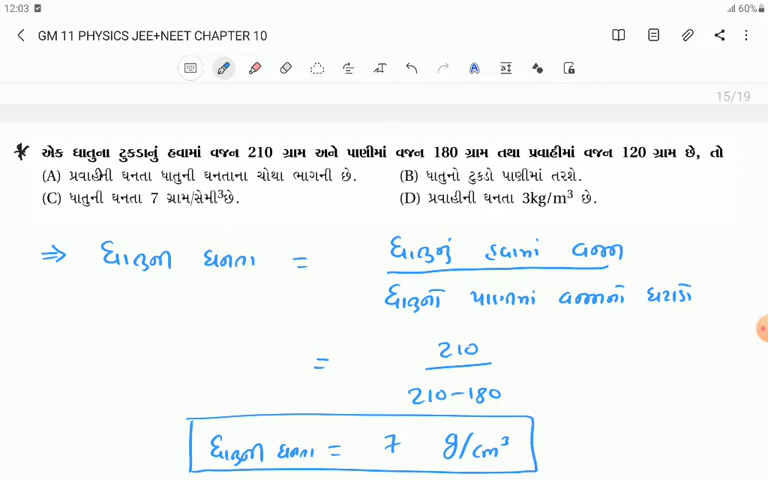 12:03 60%
GM 11 PHYSICS JEE+NEET CHAPTER 10
15/19
* એક ધાતુના ટુકડાનું હવામાં વજન 210 ગ્રામ અને પાણીમાં વજન 180 ગ્રામ તથા પ્રવાહીમાં વજન 120 ગ્રામ છે, તો
(A) પ્રવાહીની ઘનતા ધાતુની ઘનતાના ચોથા ભાગની છે. (B) ધાતુનો ટુકડો પાણીમાં તરશે.
(C) ધાતુની ઘનતા 7 ગ્રામ/સેમી³છે. (D) પ્રવાહીની ઘનતા 3kg/m³ છે.
⇒ ધાતુની ઘનતા = ધાતુનું હવામાં વજન
ધાતુનો પાણીમાં વજનનો ઘટાડો
= 210
210-180
ધાતુની ઘનતા = 7 g/cm³